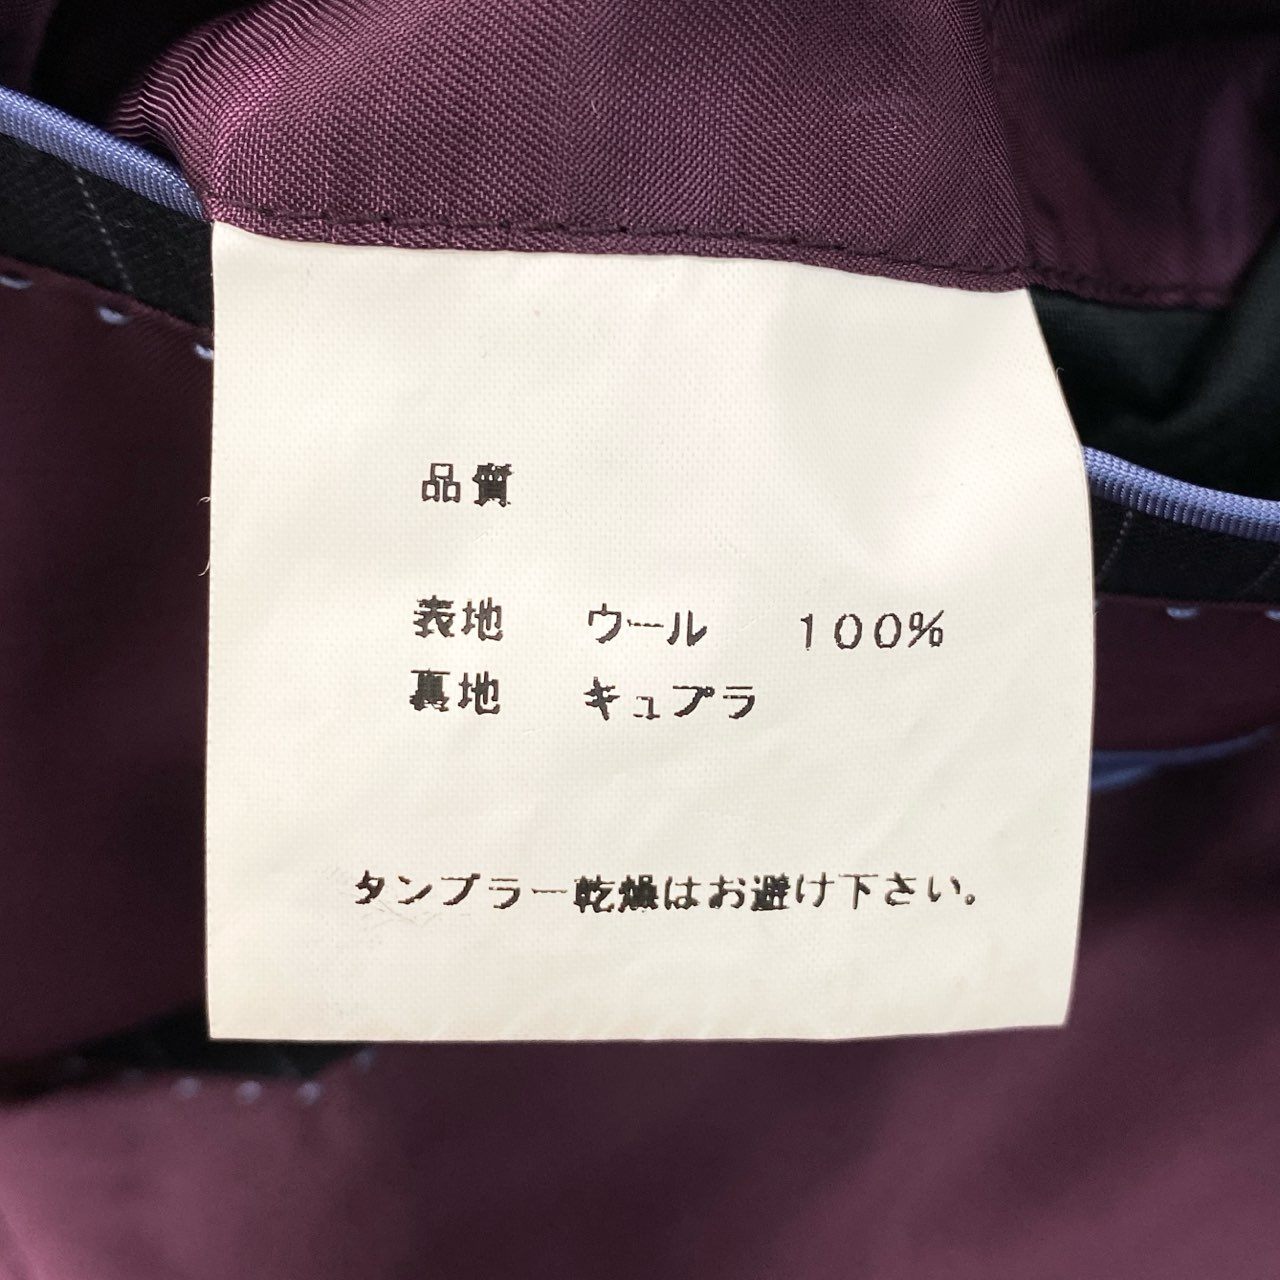 品質
表地 ウール 100%
裏地 キュプラ
タンブラー乾燥はお避け下さい。